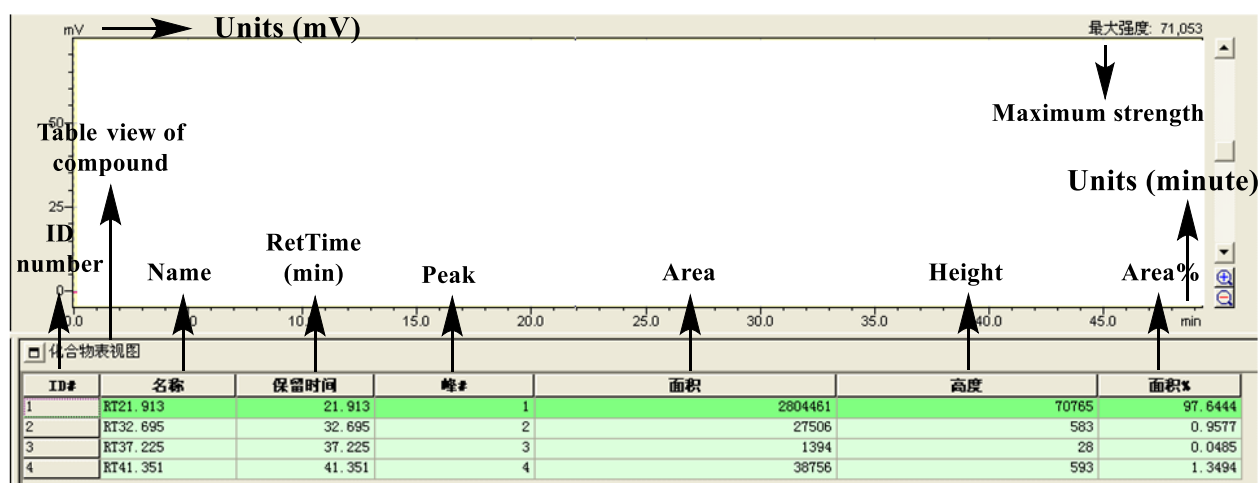 mV Units (mV) 最大强度: 71,053
Maximum strength
50
Table view of
compound
Units (minute)
25
ID
number
Name
RetTime
(min)
Peak
Area
Height
Area%
0
0.0 10.0 15.0 20.0 25.0 30.0 35.0 40.0 45.0 min
化合物表视图
ID# 名称 保留时间 峰# 面积 高度 面积%
1 RT21.913 21.913 1 2804461 70765 97.6444
2 RT32.695 32.695 2 27506 583 0.9577
3 RT37.225 37.225 3 1394 28 0.0485
4 RT41.351 41.351 4 38756 593 1.3494